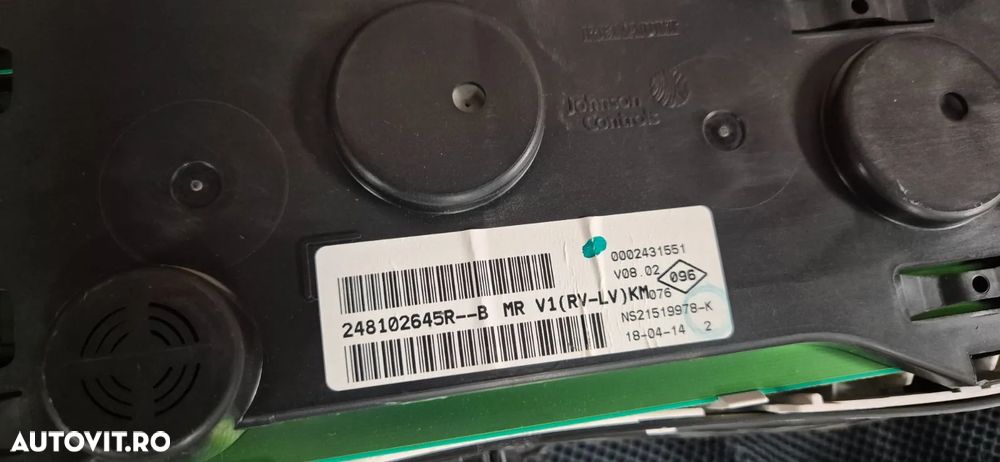 Johnson
Controls
0002431551
V08.02
096
248102645R--B MR V1(RV-LV)KM
076
NS21519978-K
18-04-14 2
AUTOVIT.RO